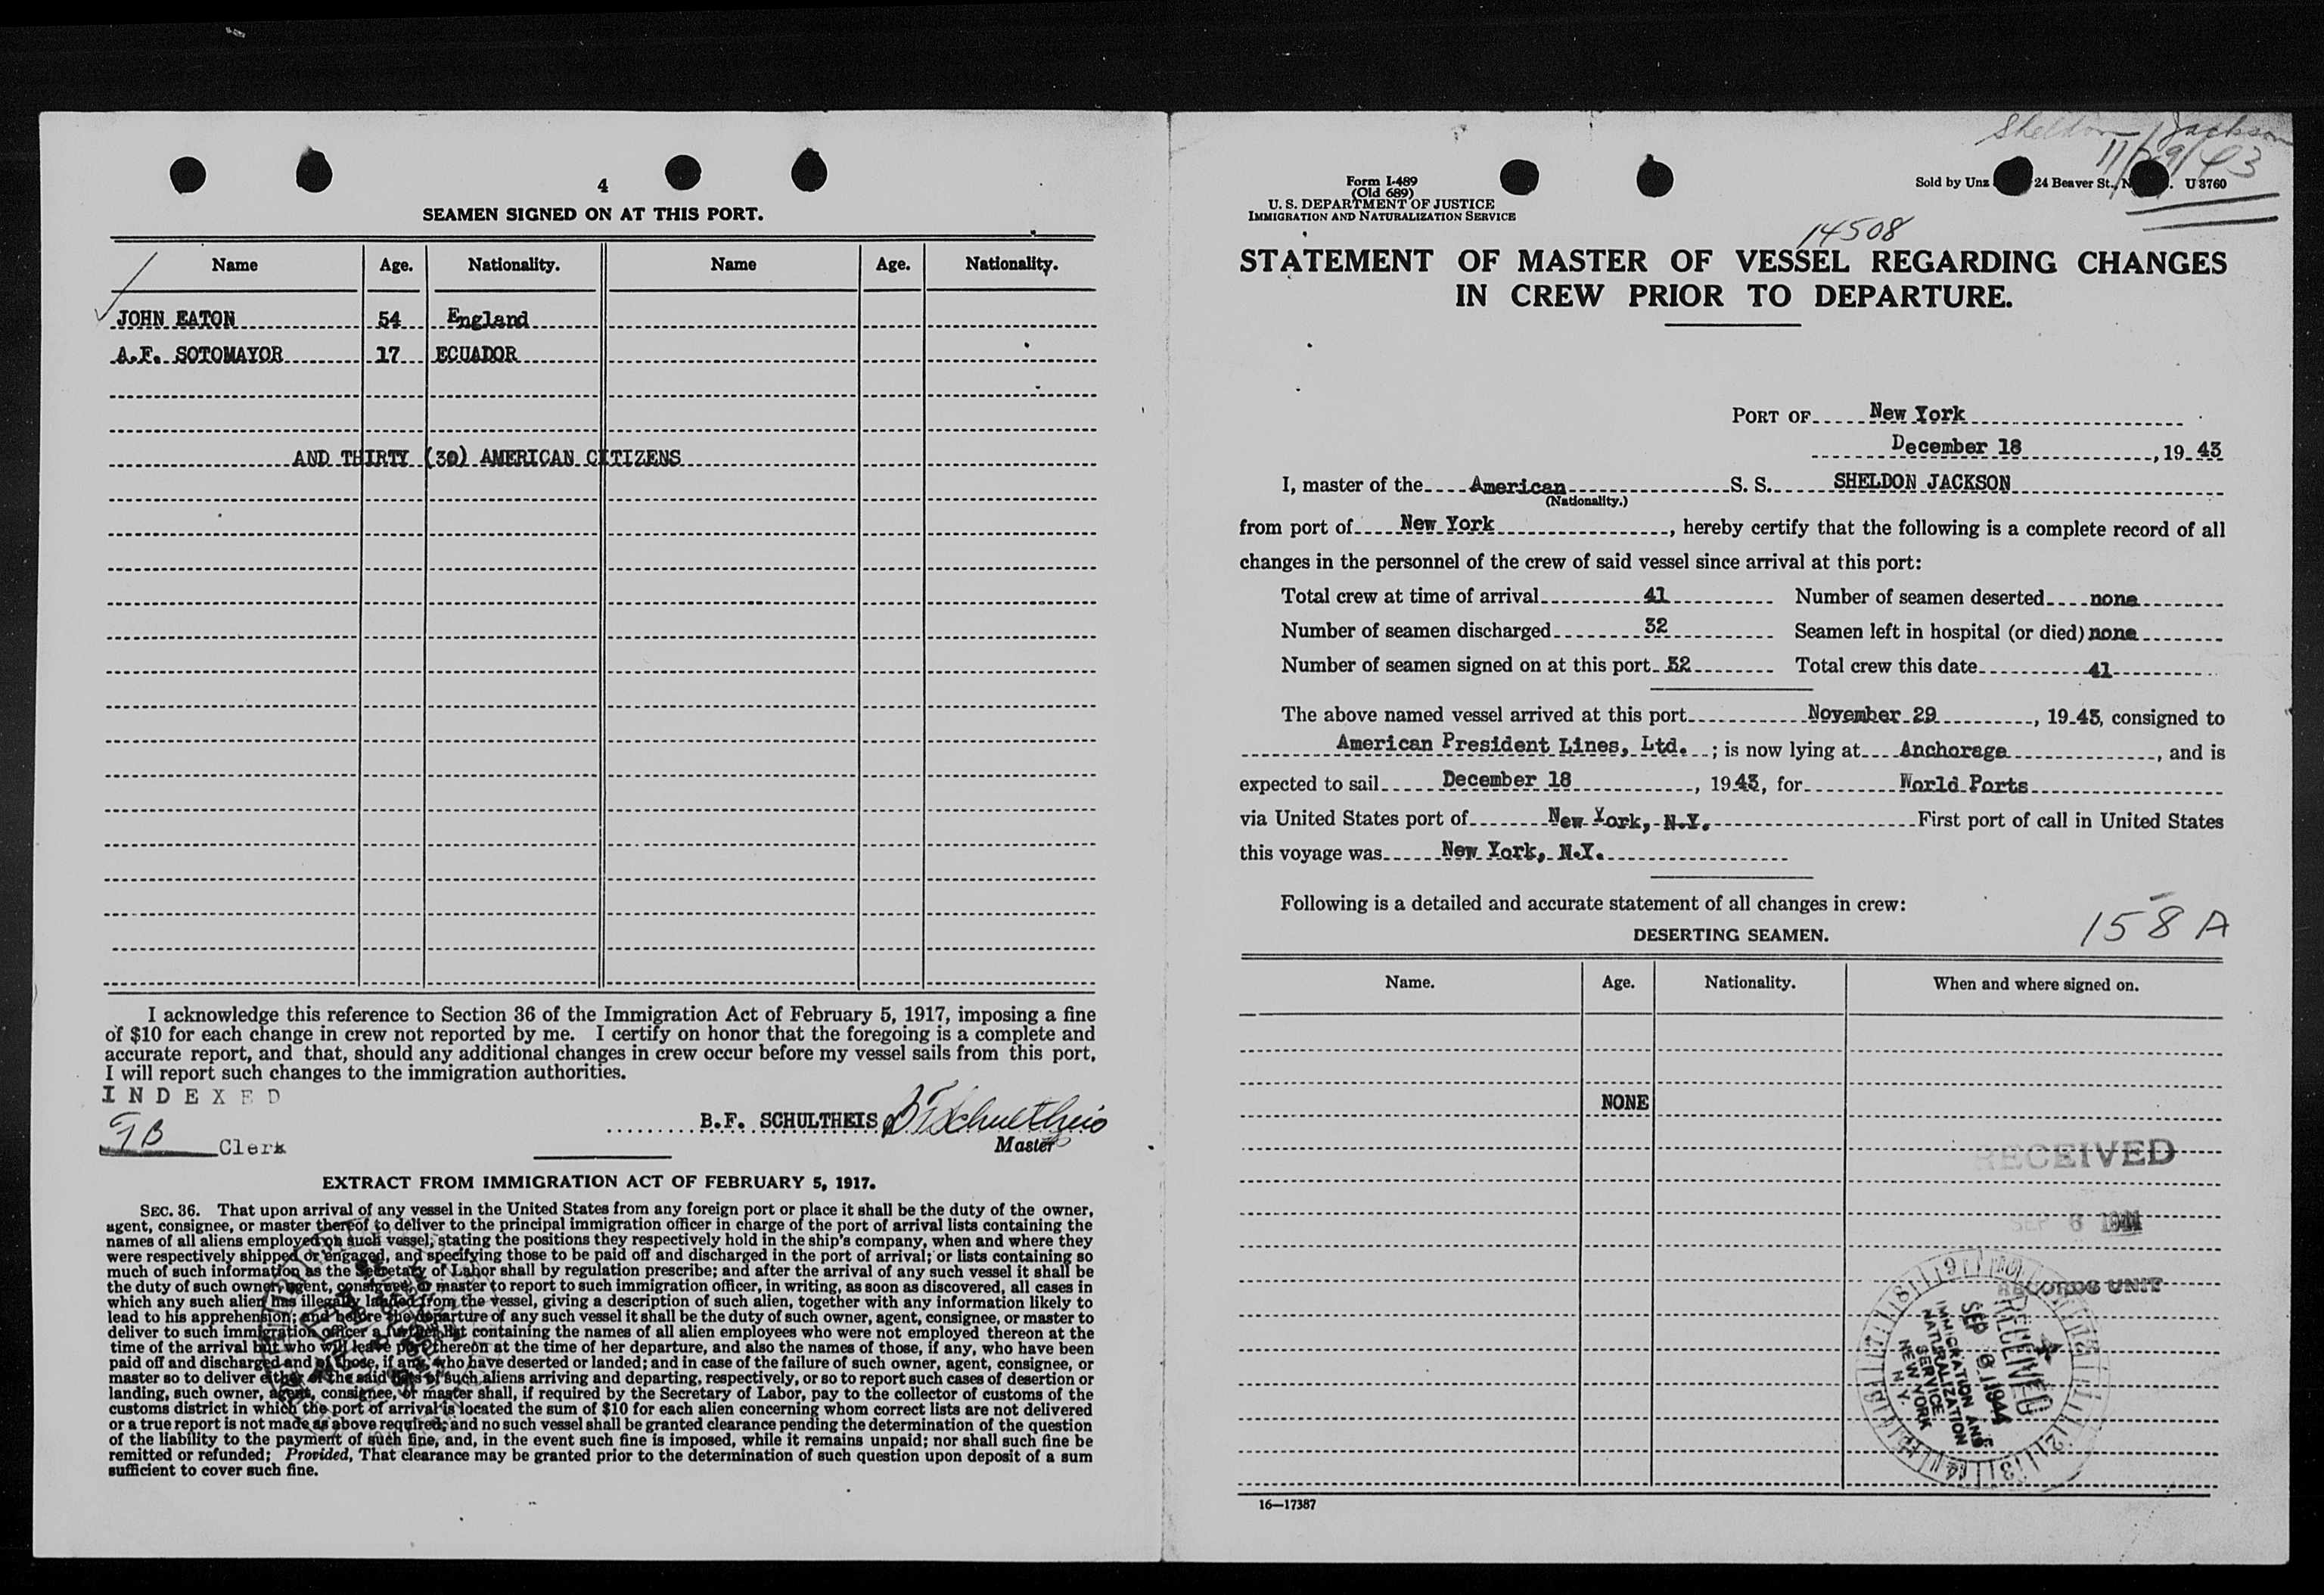 4
SEAMEN SIGNED ON AT THIS PORT.
Name Age. Nationality. Name Age. Nationality.
JOHN EATON 54 England
A.F. SOTOMAYOR 17 ECUADOR
AND THIRTY (30) AMERICAN CITIZENS
I acknowledge this reference to Section 36 of the Immigration Act of February 5, 1917, imposing a fine
of $10 for each change in crew not reported by me. I certify on honor that the foregoing is a complete and
accurate report, and that, should any additional changes in crew occur before my vessel sails from this port,
I will report such changes to the immigration authorities.
INDEXED
GB Clerk
B.F. SCHULTHEIS BFSchultheis
Master
EXTRACT FROM IMMIGRATION ACT OF FEBRUARY 5, 1917.
SEC. 36. That upon arrival of any vessel in the United States from any foreign port or place it shall be the duty of the owner,
agent, consignee, or master thereof to deliver to the principal immigration officer in charge of the port of arrival lists containing the
names of all aliens employed on such vessel, stating the positions they respectively hold in the ship's company, when and where they
were respectively shipped or engaged, and specifying those to be paid off and discharged in the port of arrival; or lists containing so
much of such information as the Secretary of Labor shall by regulation prescribe; and after the arrival of any such vessel it shall be
the duty of such owner, agent, consignee, or master to report to such immigration officer, in writing, as soon as discovered, all cases in
which any such alien has illegally landed from the vessel, giving a description of such alien, together with any information likely to
lead to his apprehension; and before the departure of any such vessel it shall be the duty of such owner, agent, consignee, or master to
deliver to such immigration officer a further list containing the names of all alien employees who were not employed thereon at the
time of the arrival but who will leave port thereon at the time of her departure, and also the names of those, if any, who have been
paid off and discharged and of those, if any, who have deserted or landed; and in case of the failure of such owner, agent, consignee, or
master so to deliver either of the said lists of such aliens arriving and departing, respectively, or so to report such cases of desertion or
landing, such owner, agent, consignee, or master shall, if required by the Secretary of Labor, pay to the collector of customs of the
customs district in which the port of arrival is located the sum of $10 for each alien concerning whom correct lists are not delivered
or a true report is not made as above required; and no such vessel shall be granted clearance pending the determination of the question
of the liability to the payment of such fine, and, in the event such fine is imposed, while it remains unpaid; nor shall such fine be
remitted or refunded; Provided, That clearance may be granted prior to the determination of such question upon deposit of a sum
sufficient to cover such fine.
Sheldon Jackson
11/29/43
Form I-489
(Old 689)
U. S. DEPARTMENT OF JUSTICE
IMMIGRATION AND NATURALIZATION SERVICE
Sold by Unz 24 Beaver St., N U 3760
14508
STATEMENT OF MASTER OF VESSEL REGARDING CHANGES
IN CREW PRIOR TO DEPARTURE.
PORT OF New York
December 18, 19 43
I, master of the American S. S. SHELDON JACKSON
(Nationality.)
from port of New York, hereby certify that the following is a complete record of all
changes in the personnel of the crew of said vessel since arrival at this port:
Total crew at time of arrival 41 Number of seamen deserted none
Number of seamen discharged 32 Seamen left in hospital (or died) none
Number of seamen signed on at this port 32 Total crew this date 41
The above named vessel arrived at this port November 29, 19 43, consigned to
American President Lines, Ltd. ; is now lying at Anchorage, and is
expected to sail December 18, 1943, for World Ports
via United States port of New York, N.Y. First port of call in United States
this voyage was New York, N.Y.
Following is a detailed and accurate statement of all changes in crew:
158 A
DESERTING SEAMEN.
Name. Age. Nationality. When and where signed on.
NONE
RECEIVED
SEP 6 1944
RECORDS UNIT
RECEIVED
SEP 6 1944
IMMIGRATION AND
NATURALIZATION
SERVICE
NEW YORK
N. Y.
16—17387